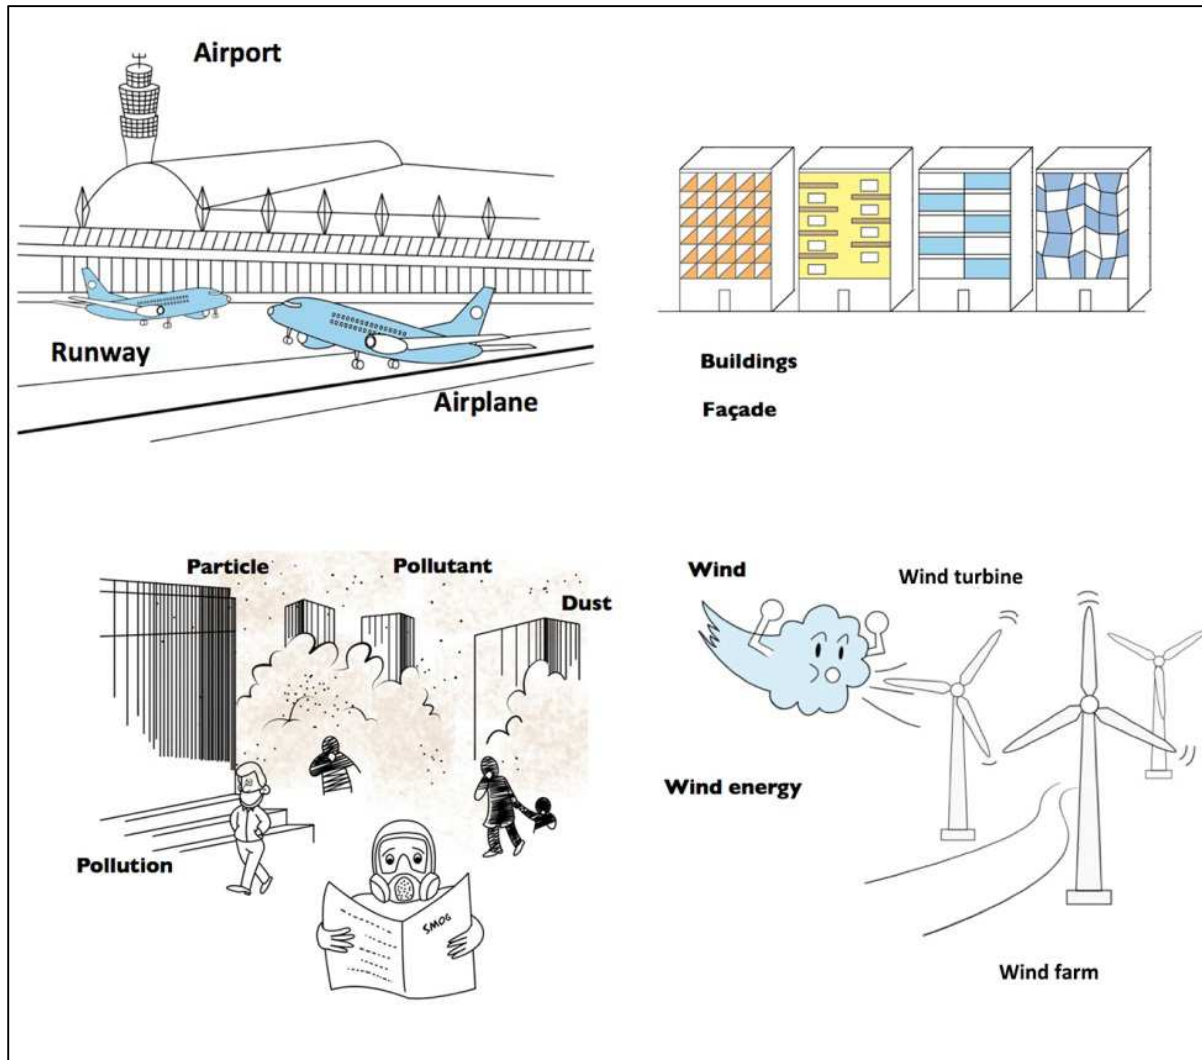 Airport
Runway
Airplane
Buildings
Façade
Particle
Pollutant
Dust
Pollution
SMOG
Wind
Wind turbine
Wind energy
Wind farm